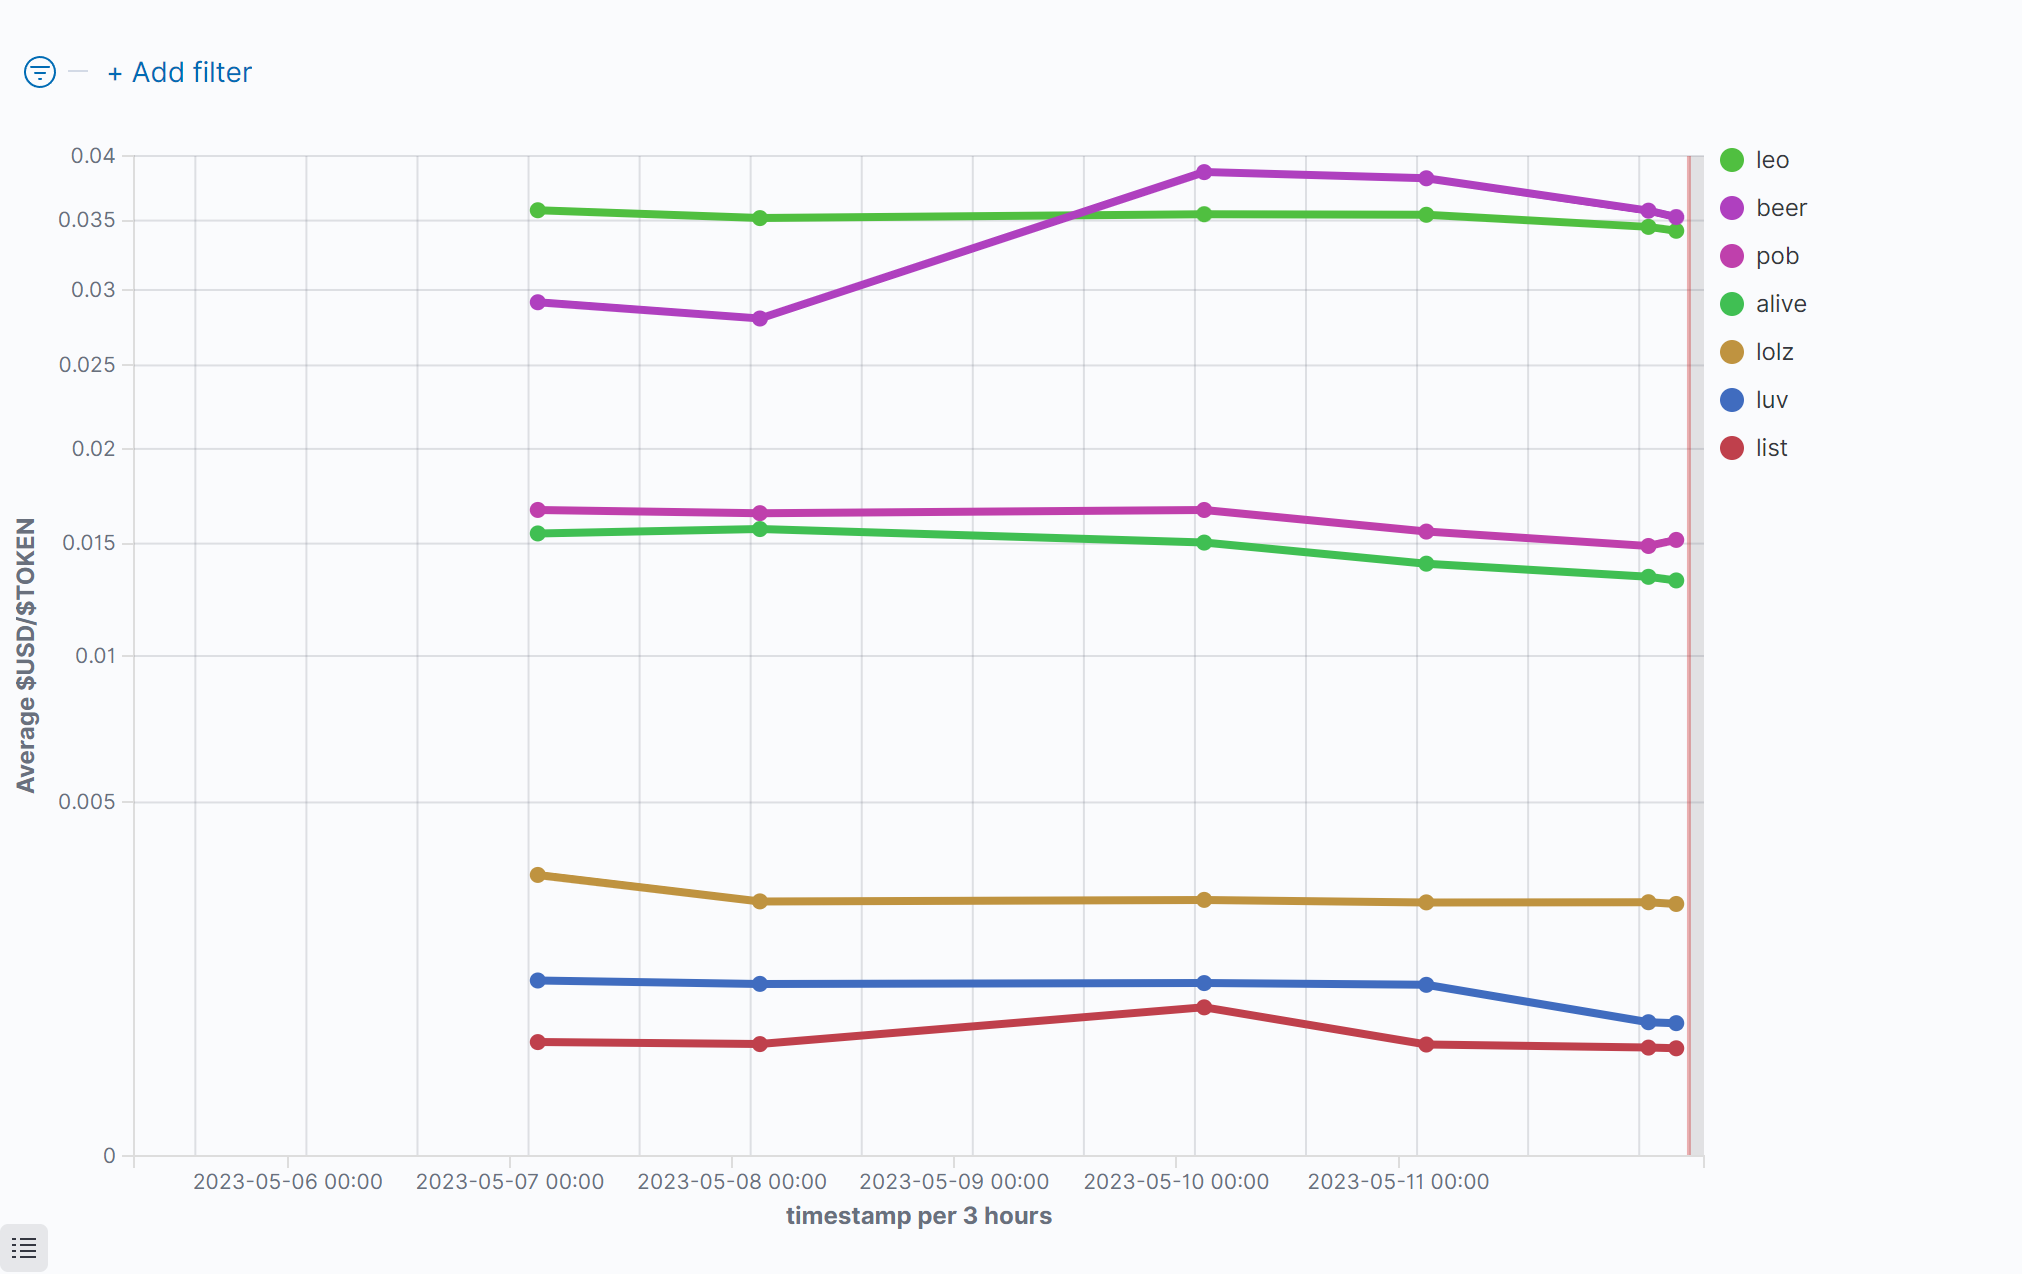 + Add filter
0.04
0.035
0.03
0.025
0.02
0.015
0.01
0.005
0
Average $USD/$TOKEN
2023-05-06 00:00
2023-05-07 00:00
2023-05-08 00:00
2023-05-09 00:00
2023-05-10 00:00
2023-05-11 00:00
timestamp per 3 hours
leo
beer
pob
alive
lolz
luv
list